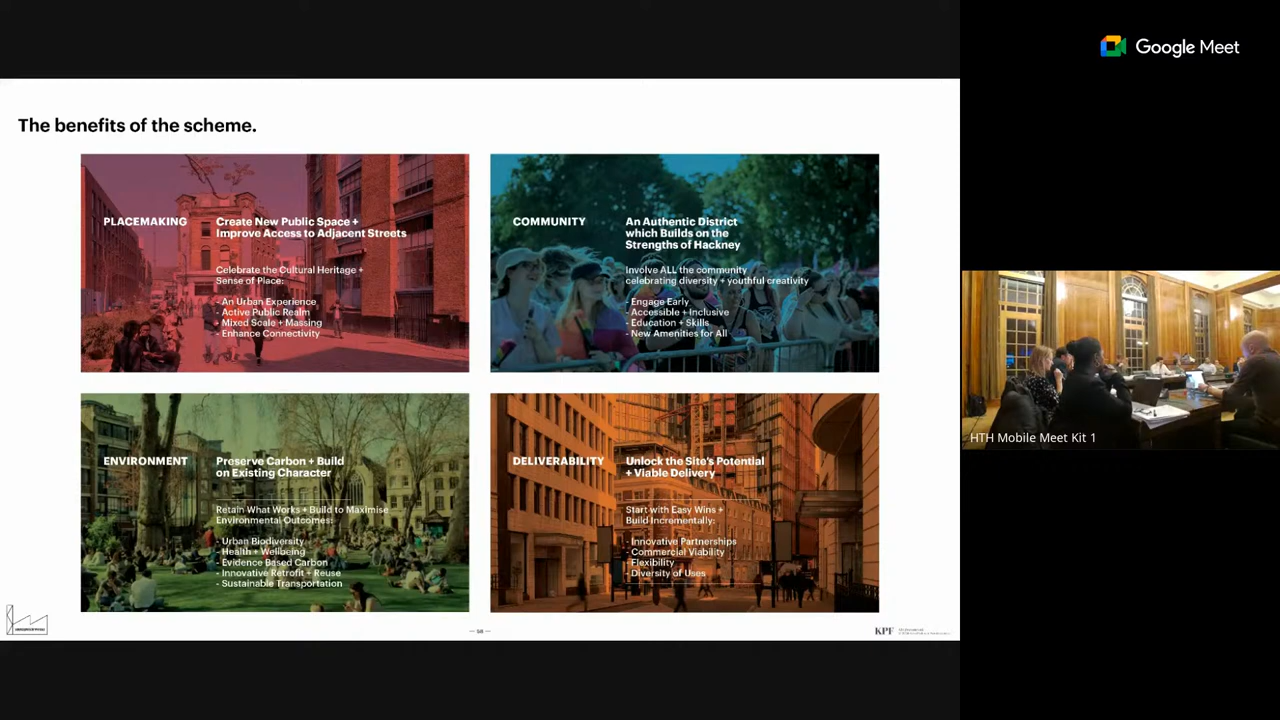 Google Meet
The benefits of the scheme.
PLACEMAKING
Create New Public Space +
Improve Access to Adjacent Streets
Celebrate the Cultural Heritage +
Sense of Place:
- An Urban Experience
- Active Public Realm
- Mixed Scale + Massing
- Enhance Connectivity
COMMUNITY
An Authentic District
which Builds on the
Strengths of Hackney
Involve ALL the community
celebrating diversity + youthful creativity
- Engage Early
- Accessible + Inclusive
- Education + Skills
- New Amenities for All
ENVIRONMENT
Preserve Carbon + Build
on Existing Character
Retain What Works + Build to Maximise
Environmental Outcomes:
- Urban Biodiversity
- Health + Wellbeing
- Evidence Based Carbon
- Innovative Retrofit + Reuse
- Sustainable Transportation
DELIVERABILITY
Unlock the Site's Potential
+ Viable Delivery
Start with Easy Wins +
Build Incrementally:
- Innovative Partnerships
- Commercial Viability
- Flexibility
- Diversity of Uses
KPF
HTH Mobile Meet Kit 1